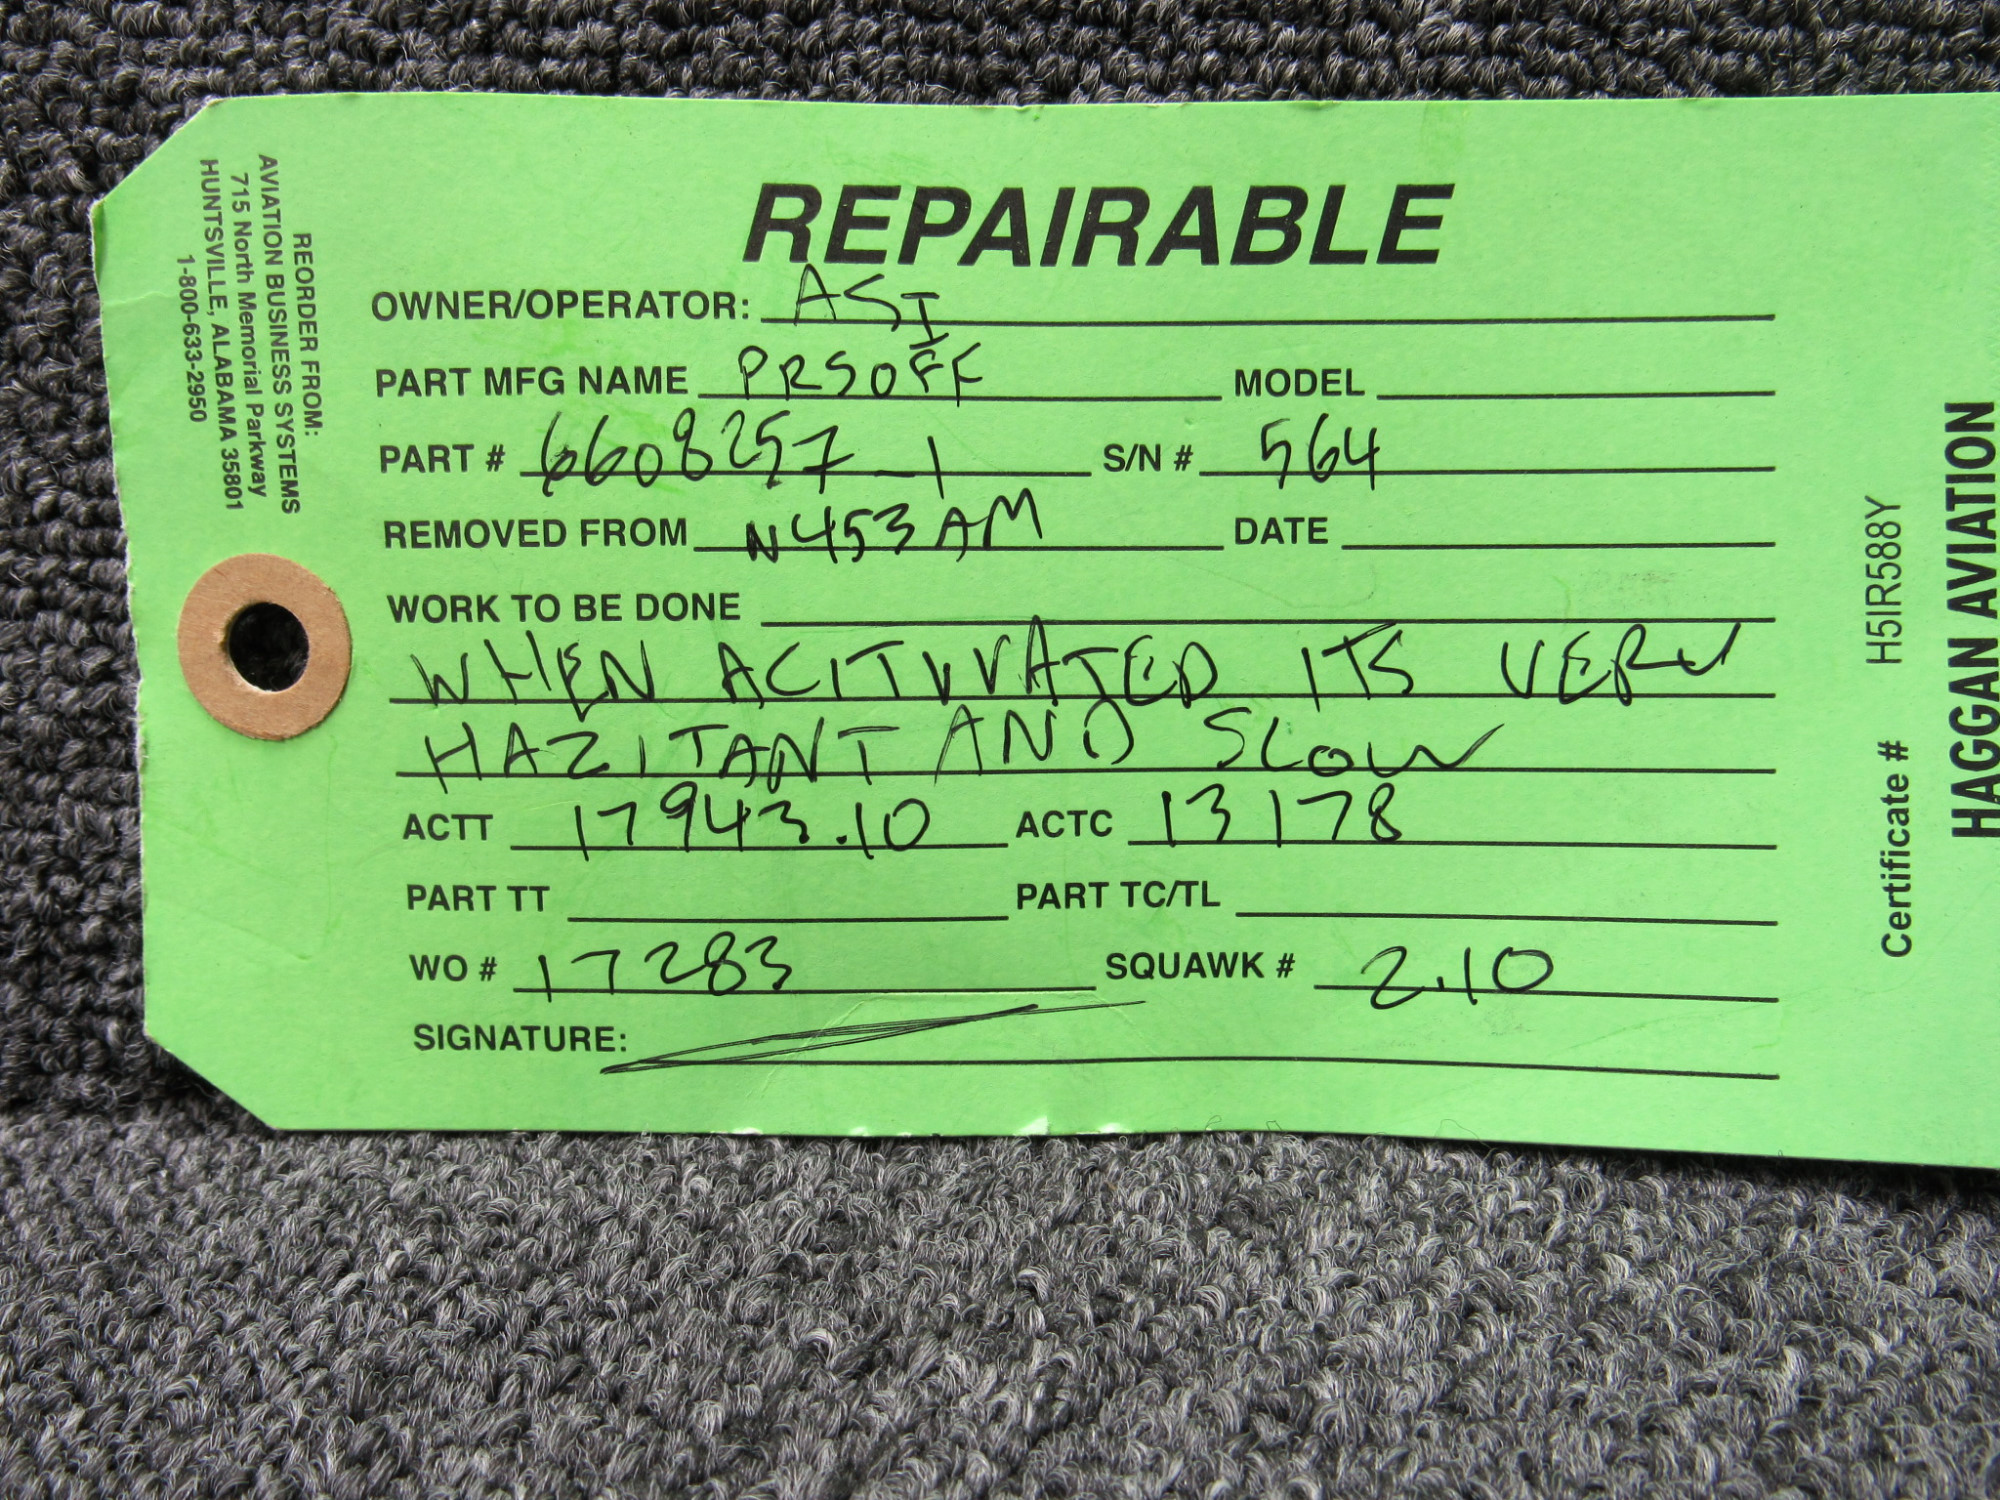 REPAIRABLE
OWNER/OPERATOR: ASI
PART MFG NAME PRSOFF MODEL
PART # 6608257-1 S/N # 564
REMOVED FROM N453AM DATE
WORK TO BE DONE
WHEN ACITVVATED ITS VERY
HAZITANT AND SLOW
ACTT 17943.10 ACTC 13178
PART TT PART TC/TL
WO # 17283 SQUAWK # 2.10
SIGNATURE:
REORDER FROM:
AVIATION BUSINESS SYSTEMS
715 North Memorial Parkway
HUNTSVILLE, ALABAMA 35801
1-800-633-2950
Certificate # H5IR588Y
HAGGAN AVIATION